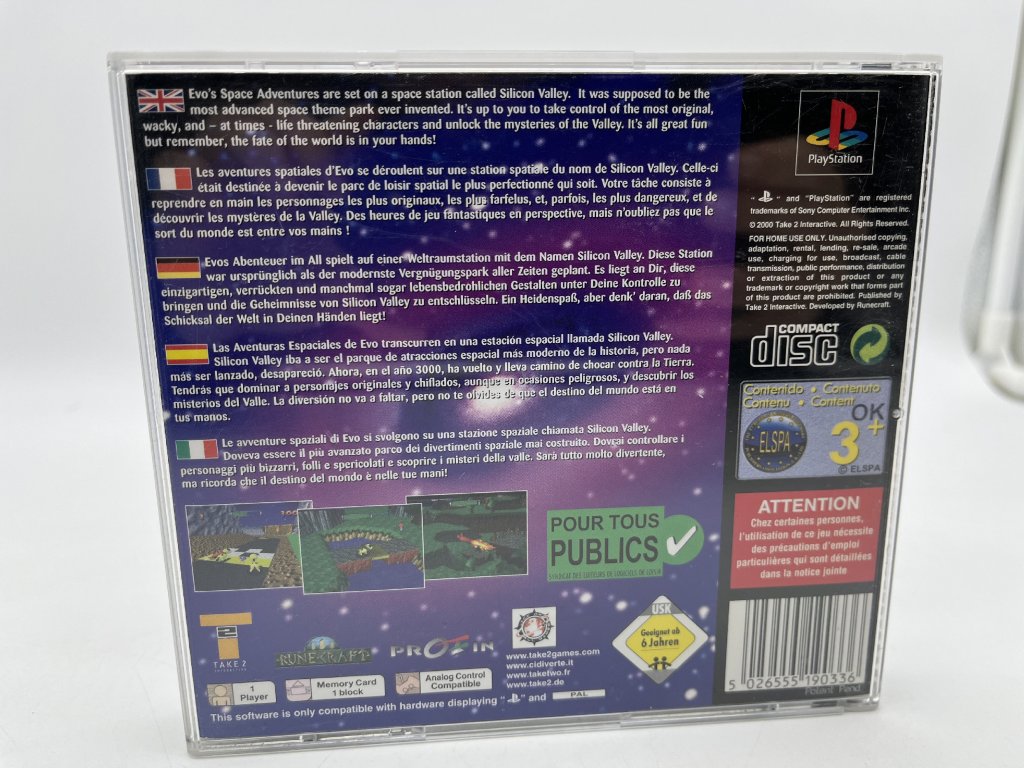 Evo's Space Adventures are set on a space station called Silicon Valley. It was supposed to be the
most advanced space theme park ever invented. It's up to you to take control of the most original,
wacky, and – at times - life threatening characters and unlock the mysteries of the Valley. It's all great fun
but remember, the fate of the world is in your hands!
Les aventures spatiales d'Evo se déroulent sur une station spatiale du nom de Silicon Valley. Celle-ci
était destinée à devenir le parc de loisir spatial le plus perfectionné qui soit. Votre tâche consiste à
reprendre en main les personnages les plus originaux, les plus farfelus, et, parfois, les plus dangereux, et de
découvrir les mystères de la Valley. Des heures de jeu fantastiques en perspective, mais n'oubliez pas que le
sort du monde est entre vos mains !
Evos Abenteuer im All spielt auf einer Weltraumstation mit dem Namen Silicon Valley. Diese Station
war ursprünglich als der modernste Vergnügungspark aller Zeiten geplant. Es liegt an Dir, diese
einzigartigen, verrückten und manchmal sogar lebensbedrohlichen Gestalten unter Deine Kontrolle zu
bringen und die Geheimnisse von Silicon Valley zu entschlüsseln. Ein Heidenspaß, aber denk' daran, daß das
Schicksal der Welt in Deinen Händen liegt!
Las Aventuras Espaciales de Evo transcurren en una estación espacial llamada Silicon Valley.
Silicon Valley iba a ser el parque de atracciones espacial más moderno de la historia, pero nada
más ser lanzado, desapareció. Ahora, en el año 3000, ha vuelto y lleva camino de chocar contra la Tierra.
Tendrás que dominar a personajes originales y chiflados, aunque en ocasiones peligrosos, y descubrir los
misterios del Valle. La diversión no va a faltar, pero no te olvides de que el destino del mundo está en
tus manos.
Le avventure spaziali di Evo si svolgono su una stazione spaziale chiamata Silicon Valley.
Doveva essere il più avanzato parco dei divertimenti spaziale mai costruito. Dovrai controllare i
personaggi più bizzarri, folli e spericolati e scoprire i misteri della valle. Sarà tutto molto divertente,
ma ricorda che il destino del mondo è nelle tue mani!
POUR TOUS
PUBLICS
SYNDICAT DES EDITEURS DE LOGICIELS DE LOISIR
T
2
TAKE 2
INTERACTIVE
RUNECRAFT
PROFIN
www.take2games.com
www.cidiverte.it
www.taketwo.fr
www.take2.de
USK
Geeignet ab
6 Jahren
1
Player
Memory Card
1 block
Analog Control
Compatible
This software is only compatible with hardware displaying " " and PAL
PlayStation
" " and "PlayStation" are registered
trademarks of Sony Computer Entertainment Inc.
© 2000 Take 2 Interactive. All Rights Reserved.
FOR HOME USE ONLY. Unauthorised copying,
adaptation, rental, lending, re-sale, arcade
use, charging for use, broadcast, cable
transmission, public performance, distribution
or extraction of this product or any
trademark or copyright work that forms part
of this product are prohibited. Published by
Take 2 Interactive. Developed by Runecraft.
COMPACT
disc
Contenido • Contenuto
Contenu • Content
ELSPA
OK
3+
© ELSPA
ATTENTION
Chez certaines personnes,
l'utilisation de ce jeu nécessite
des précautions d'emploi
particulières qui sont détaillées
dans la notice jointe
5 026555 190336
Patent Pend